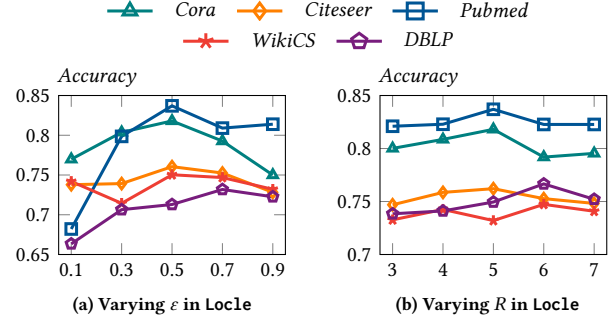 Cora Citeseer Pubmed
WikiCS DBLP
Accuracy Accuracy
0.85 0.85
0.8 0.8
0.75 0.75
0.7 0.7
0.65
0.1 0.3 0.5 0.7 0.9 3 4 5 6 7
(a) Varying ε in Locle (b) Varying R in Locle